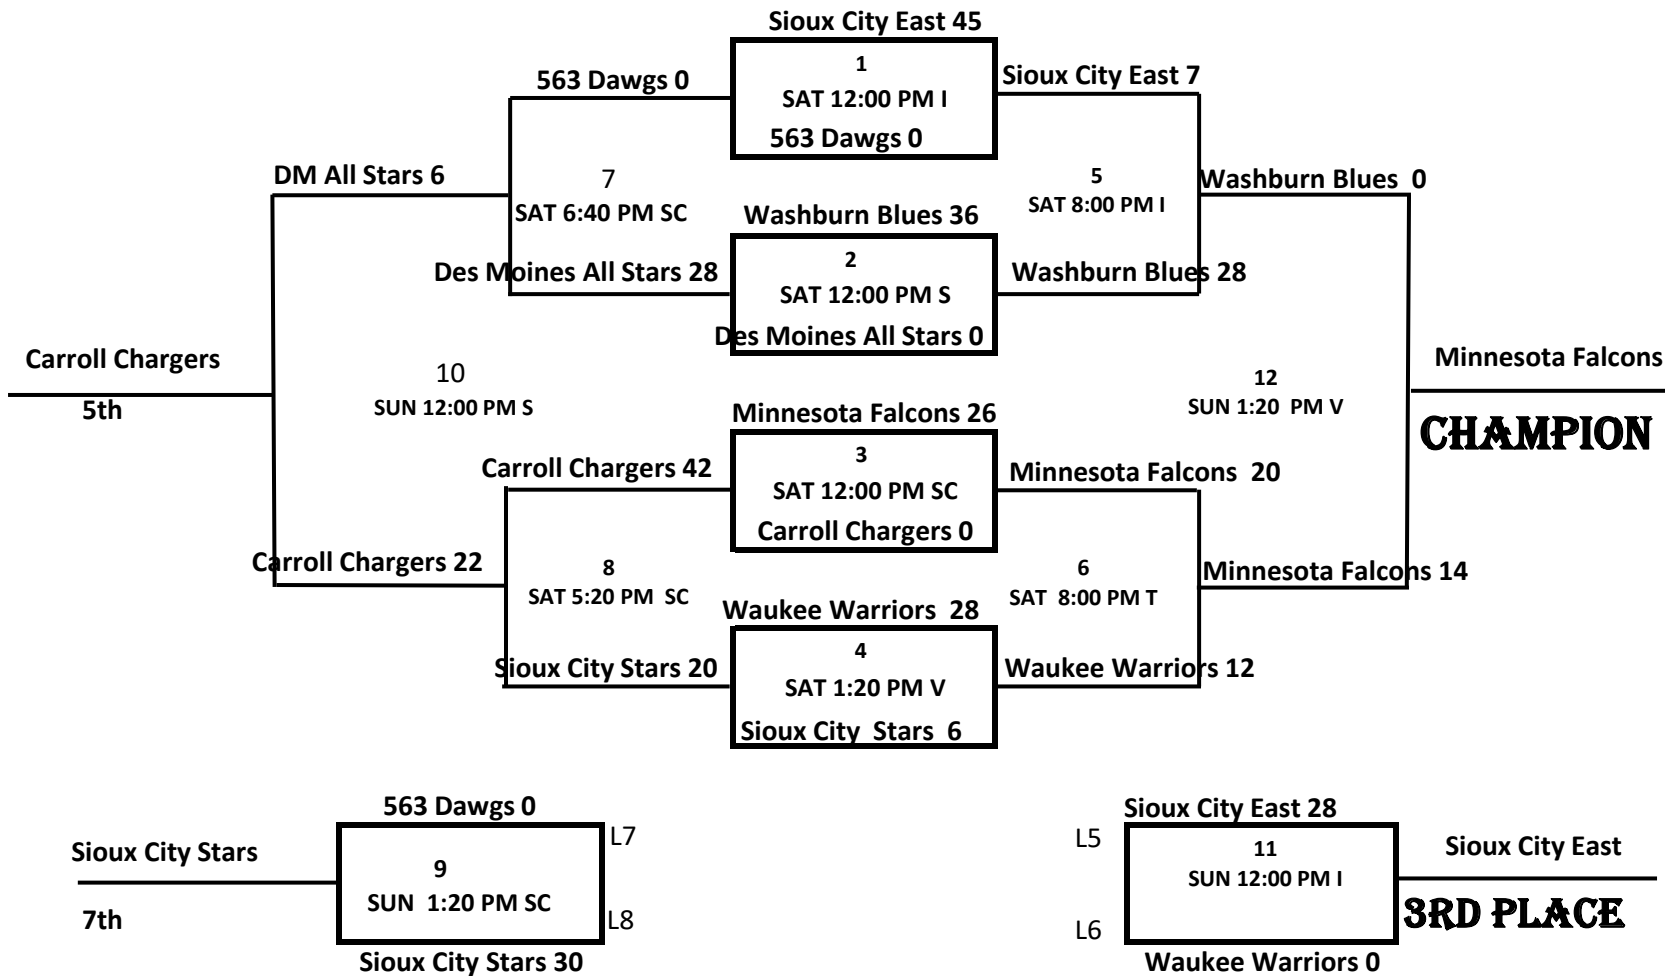 Sioux City East 45
1
SAT 12:00 PM I
563 Dawgs 0
563 Dawgs 0
Sioux City East 7
DM All Stars 6
7
SAT 6:40 PM SC
5
SAT 8:00 PM I
Washburn Blues  0
Washburn Blues 36
2
SAT 12:00 PM S
Des Moines All Stars 0
Des Moines All Stars 28
Washburn Blues 28
Carroll Chargers
5th
10
SUN 12:00 PM S
12
SUN 1:20  PM V
Minnesota Falcons
CHAMPION
Minnesota Falcons 26
3
SAT 12:00 PM SC
Carroll Chargers 0
Carroll Chargers 42
Minnesota Falcons  20
Carroll Chargers 22
8
SAT 5:20 PM  SC
6
SAT  8:00 PM T
Minnesota Falcons 14
Waukee Warriors  28
4
SAT 1:20 PM V
Sioux City  Stars  6
Sioux City Stars 20
Waukee Warriors 12
563 Dawgs 0
L7
Sioux City Stars
9
SUN  1:20 PM SC
7th
L8
Sioux City Stars 30
Sioux City East 28
L5
11
SUN 12:00 PM I
Sioux City East
3RD PLACE
L6
Waukee Warriors 0